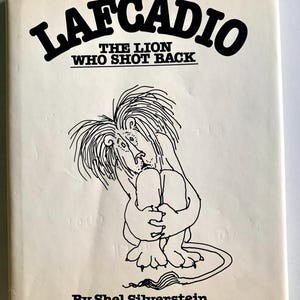 LAFCADIO
THE LION
WHO SHOT BACK
By Shel Silverstein